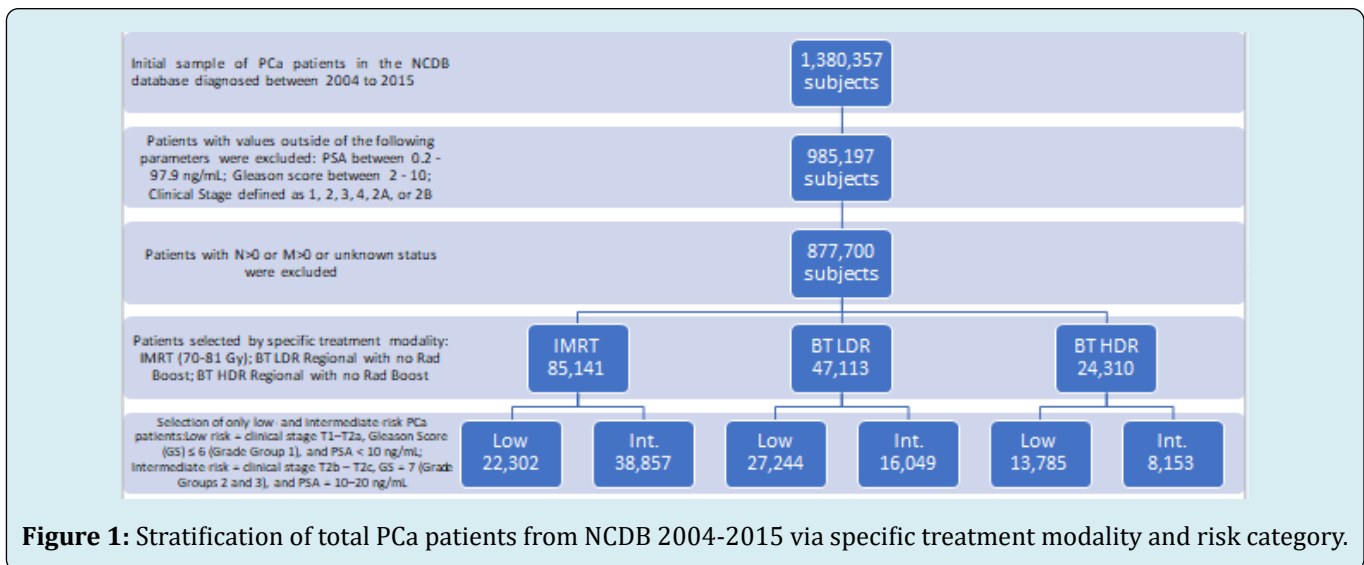 Initial sample of PCa patients in the NCDB
database diagnosed between 2004 to 2015
1,380,357
subjects
Patients with values outside of the following
parameters were excluded: PSA between 0.2 -
97.9 ng/mL; Gleason score between 2 - 10;
Clinical Stage defined as 1, 2, 3, 4, 2A, or 2B
985,197
subjects
Patients with N>0 or M>0 or unknown status
were excluded
877,700
subjects
Patients selected by specific treatment modality:
IMRT (70-81 Gy); BT LDR Regional with no Rad
Boost; BT HDR Regional with no Rad Boost
IMRT
85,141
BT LDR
47,113
BT HDR
24,310
Selection of only low- and intermediate risk PCa
patients:Low risk = clinical stage T1–T2a, Gleason Score
(GS) ≤ 6 (Grade Group 1), and PSA < 10 ng/mL;
Intermediate risk = clinical stage T2b – T2c, GS = 7 (Grade
Groups 2 and 3), and PSA = 10–20 ng/mL
Low
22,302
Int.
38,857
Low
27,244
Int.
16,049
Low
13,785
Int.
8,153
Figure 1: Stratification of total PCa patients from NCDB 2004-2015 via specific treatment modality and risk category.